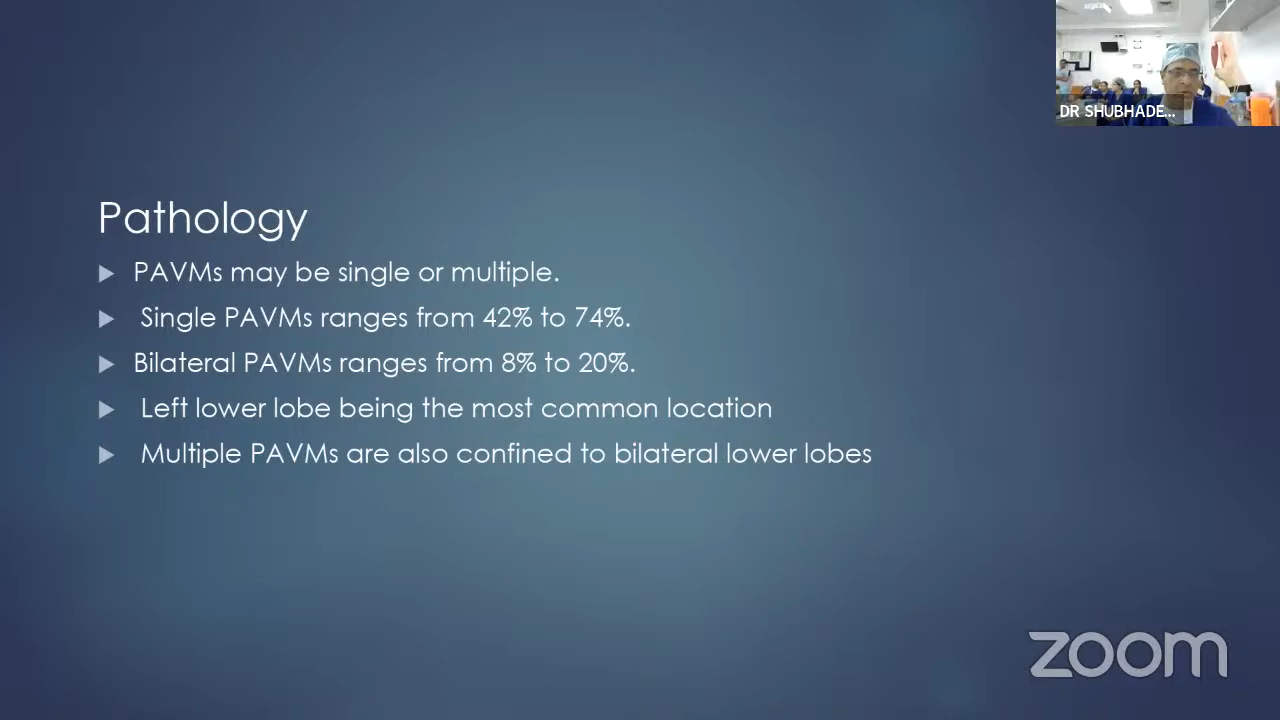 DR SHUBHADE...
Pathology
PAVMs may be single or multiple.
Single PAVMs ranges from 42% to 74%.
Bilateral PAVMs ranges from 8% to 20%.
Left lower lobe being the most common location
Multiple PAVMs are also confined to bilateral lower lobes
zoom